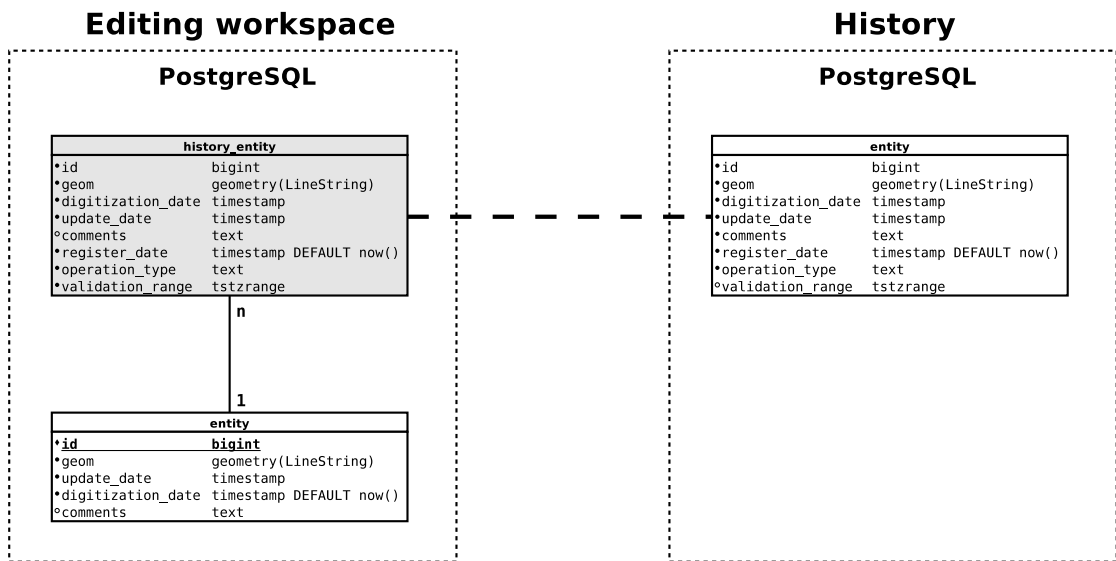 Editing workspace
PostgreSQL
history_entity
•id bigint
•geom geometry(LineString)
•digitization_date timestamp
•update_date timestamp
◦comments text
•register_date timestamp DEFAULT now()
•operation_type text
•validation_range tstzrange
n
1
entity
id bigint
•geom geometry(LineString)
•update_date timestamp
•digitization_date timestamp DEFAULT now()
◦comments text
History
PostgreSQL
entity
•id bigint
•geom geometry(LineString)
•digitization_date timestamp
•update_date timestamp
•comments text
•register_date timestamp DEFAULT now()
•operation_type text
◦validation_range tstzrange